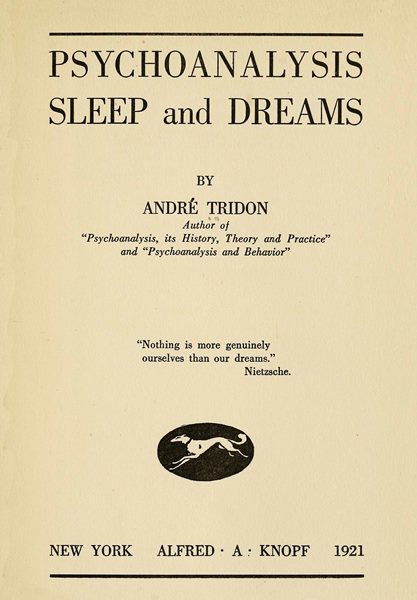 PSYCHOANALYSIS
SLEEP and DREAMS
BY
ANDRÉ TRIDON
Author of
"Psychoanalysis, its History, Theory and Practice"
and "Psychoanalysis and Behavior"
"Nothing is more genuinely
ourselves than our dreams."
Nietzsche.
NEW YORK ALFRED · A · KNOPF 1921